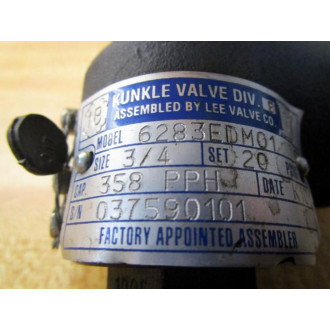 KUNKLE VALVE DIV.
ASSEMBLED BY LEE VALVE CO.
MODEL 6283EDM01
SIZE 3/4 SET 20
CAP. 358 PPH DATE
S/N 037590101
FACTORY APPOINTED ASSEMBLER